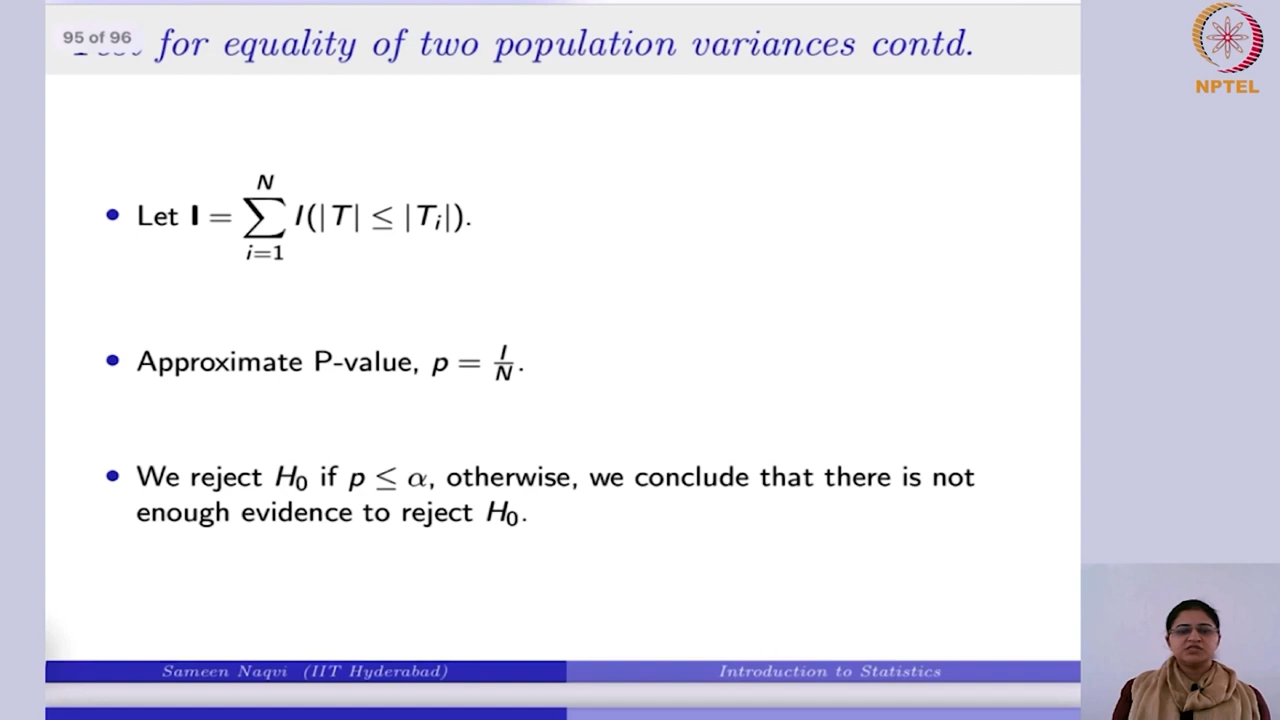 95 of 96
for equality of two population variances contd.
NPTEL
• Let I = \sum_{i=1}^{N} I(|T| ≤ |T_i|).
• Approximate P-value, p = \frac{I}{N}.
• We reject H_0 if p ≤ α, otherwise, we conclude that there is not
enough evidence to reject H_0.
Sameen Naqvi (IIT Hyderabad)
Introduction to Statistics